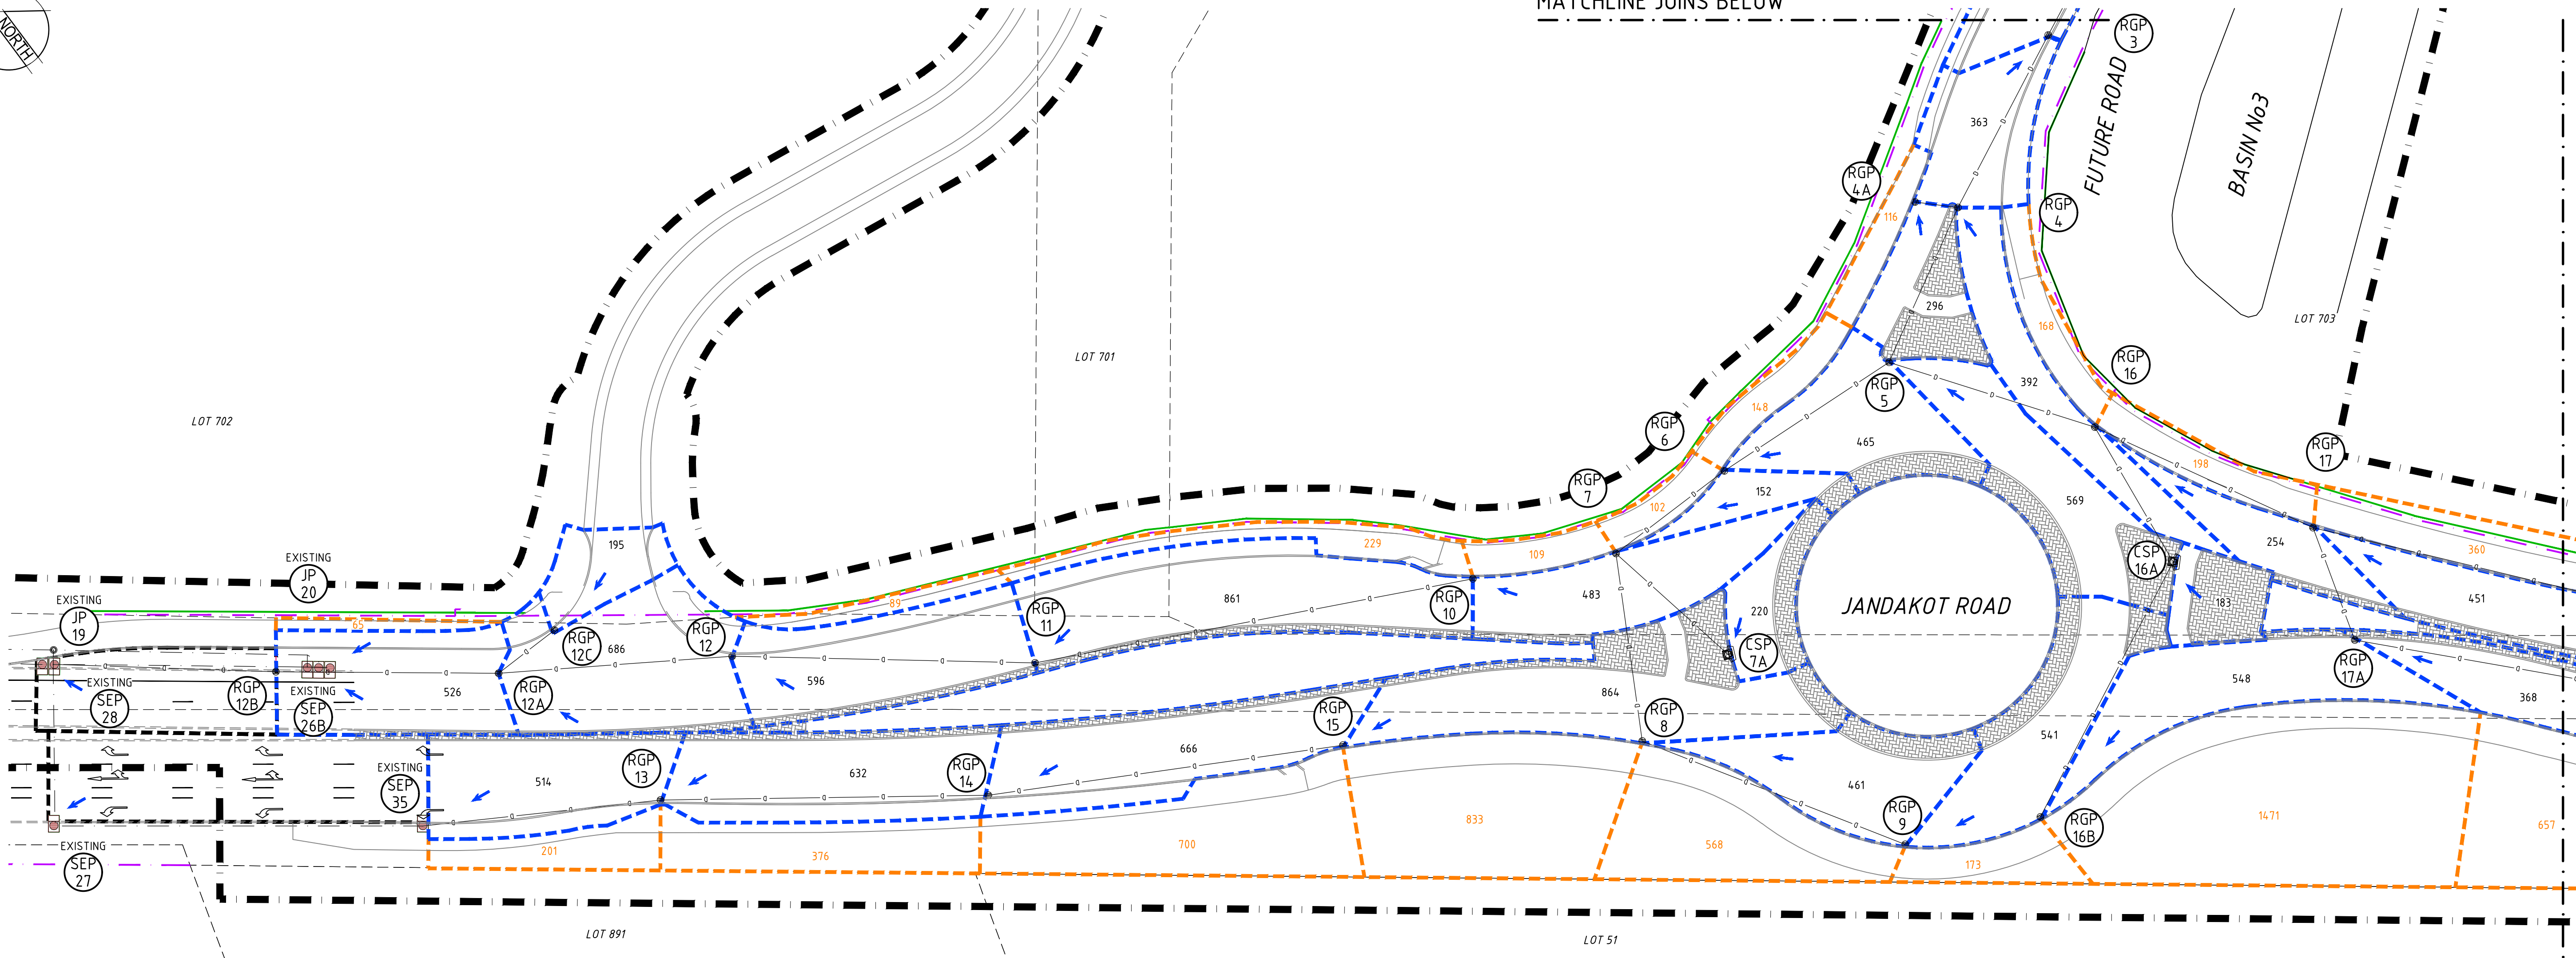 NORTH
MATCHLINE JOINS BELOW
RGP
3
363
FUTURE ROAD
BASIN No3
RGP
4A
116
RGP
4
296
168
LOT 703
LOT 701
RGP
16
RGP
5
392
148
LOT 702
RGP
6
465
RGP
17
198
RGP
7
152
102
569
195
229
109
254
360
EXISTING
JP
20
CSP
16A
EXISTING
JP
19
65
89
861
RGP
10
483
220
JANDAKOT ROAD
183
451
RGP
11
RGP
12
RGP
12C
686
CSP
7A
RGP
17A
EXISTING
SEP
28
RGP
12B
EXISTING
SEP
26B
526
RGP
12A
596
864
548
368
RGP
15
RGP
8
541
666
EXISTING
SEP
35
514
RGP
13
632
RGP
14
461
RGP
9
RGP
16B
833
1471
657
EXISTING
SEP
27
201
376
700
568
173
LOT 891
LOT 51